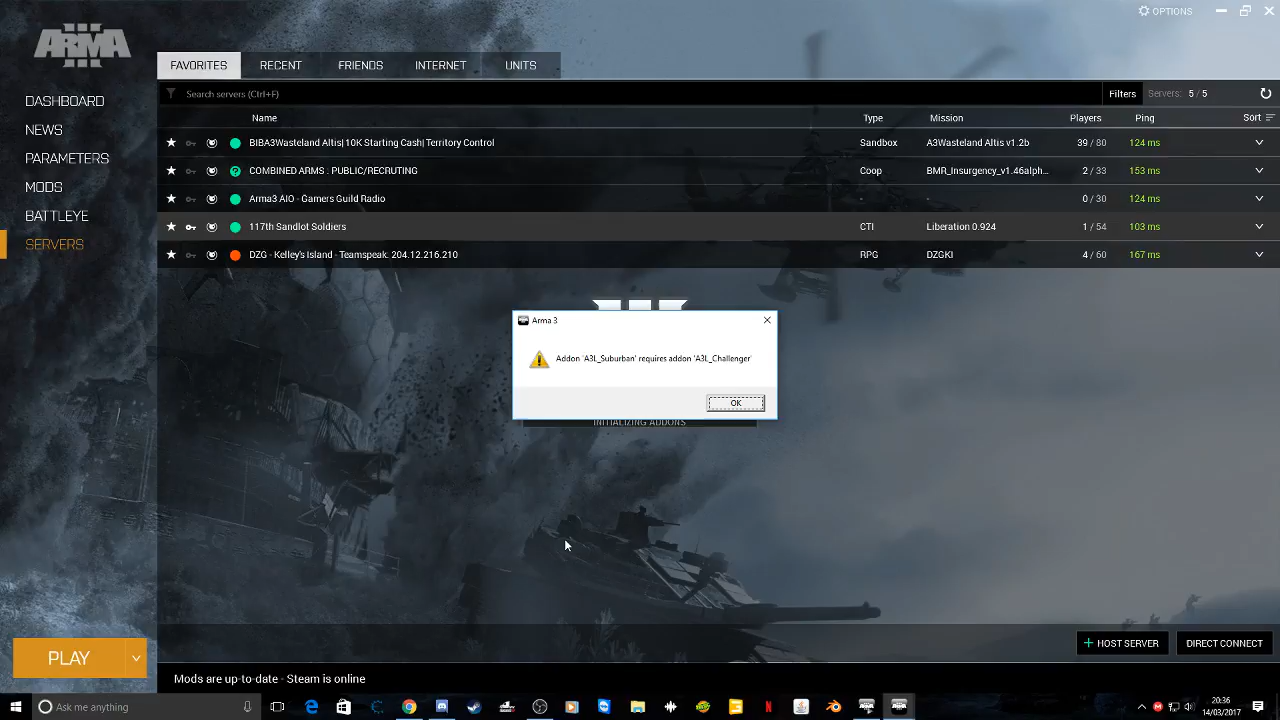 OPTIONS
ARMA
III
FAVORITES RECENT FRIENDS INTERNET UNITS
DASHBOARD
NEWS
PARAMETERS
MODS
BATTLEYE
SERVERS
Search servers (Ctrl+F) Filters Servers: 5 / 5
Name Type Mission Players Ping Sort
BIBA3Wasteland Altis| 10K Starting Cash| Territory Control Sandbox A3Wasteland Altis v1.2b 39 / 80 124 ms
COMBINED ARMS : PUBLIC/RECRUTING Coop BMR_Insurgency_v1.46alph... 2 / 33 153 ms
Arma3 AIO - Gamers Guild Radio - - 0 / 30 124 ms
117th Sandlot Soldiers CTI Liberation 0.924 1 / 54 103 ms
DZG - Kelley's Island - Teamspeak: 204.12.216.210 RPG DZGKI 4 / 60 167 ms
Arma 3
Addon 'A3L_Suburban' requires addon 'A3L_Challenger'
OK
INITIALIZING ADDONS
+ HOST SERVER DIRECT CONNECT
PLAY
Mods are up-to-date - Steam is online
Ask me anything
20:36
14/03/2017